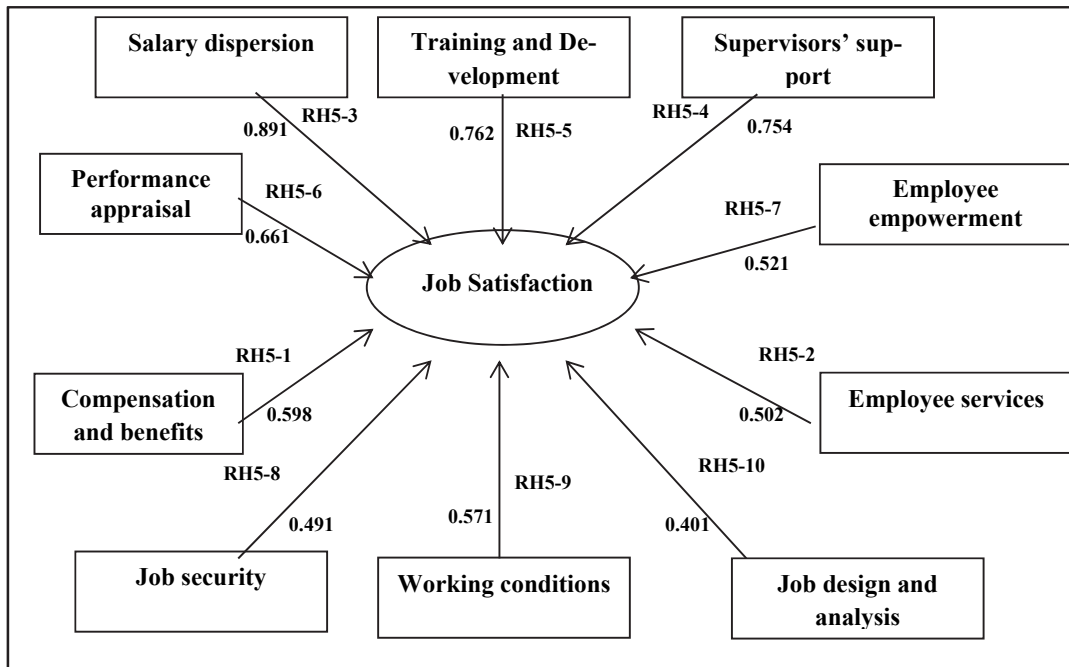 Salary dispersion
Training and De-
velopment
Supervisors’ sup-
port
RH5-3
0.891
0.762
RH5-5
RH5-4
0.754
Performance
appraisal
RH5-6
0.661
Employee
empowerment
RH5-7
0.521
Job Satisfaction
Compensation
and benefits
RH5-1
0.598
Employee services
RH5-2
0.502
RH5-8
0.491
RH5-9
0.571
RH5-10
0.401
Job security
Working conditions
Job design and
analysis